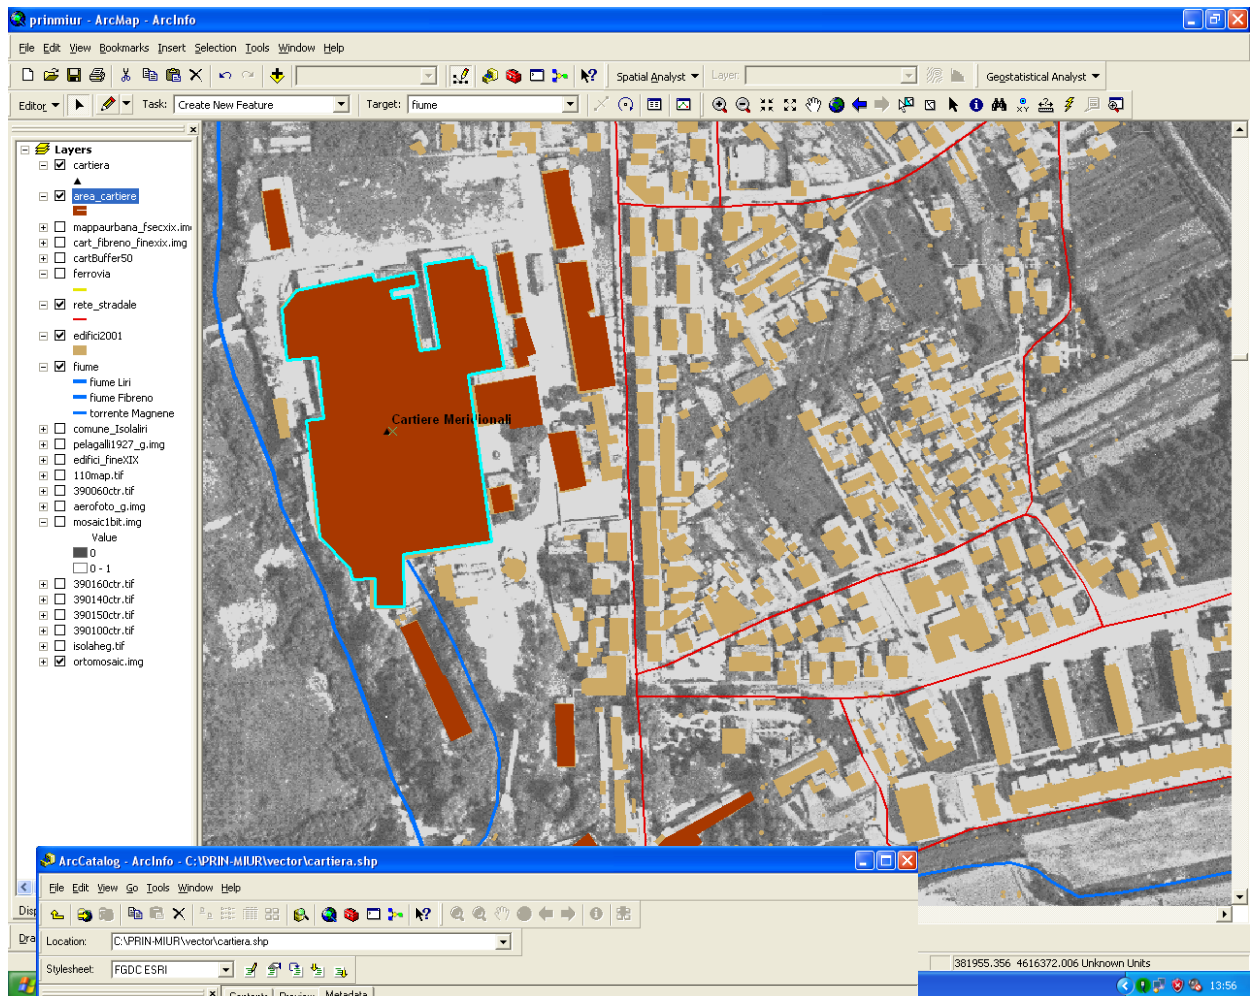 prinmiur - ArcMap - ArcInfo
File Edit View Bookmarks Insert Selection Tools Window Help
Spatial Analyst Layer: Geostatistical Analyst
Editor Task: Create New Feature Target: fiume
Layers
cartiera
area_cartiere
mappaurbana_fsecxix.im
cart_fibreno_finexix.img
cartBuffer50
ferrovia
rete_stradale
edifici2001
fiume
fiume Liri
fiume Fibreno
torrente Magnene
comune_Isolaliri
pelagalli1927_g.img
edifici_fineXIX
110map.tif
390060ctr.tif
aerofoto_g.img
mosaic1bit.img
Value
0
0 - 1
390160ctr.tif
390140ctr.tif
390150ctr.tif
390100ctr.tif
isolaheg.tif
ortomosaic.img
Cartiere Meridionali
Disp
Dra
ArcCatalog - ArcInfo - C:\PRIN-MIUR\vector\cartiera.shp
File Edit View Go Tools Window Help
Location: C:\PRIN-MIUR\vector\cartiera.shp
Stylesheet: FGDC ESRI
Contents Preview Metadata
381955.356 4616372.006 Unknown Units
13:56